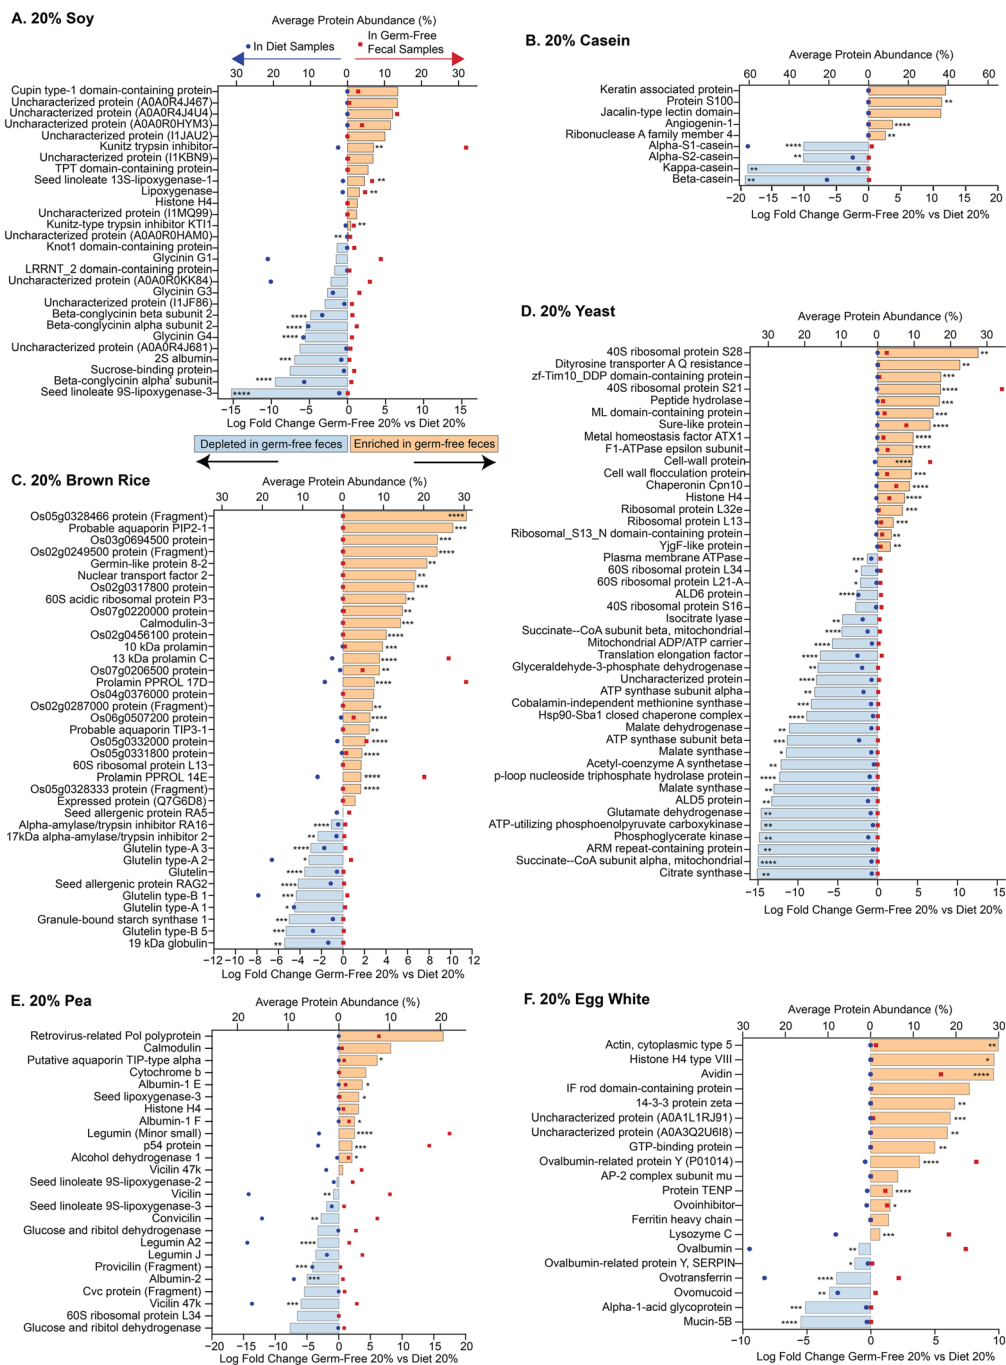 A. 20% Soy
Average Protein Abundance (%)
In Diet Samples
In Germ-Free
Fecal Samples
30 20 10 0 10 20 30
Cupin type-1 domain-containing protein
Uncharacterized protein (A0A0R4J467)
Uncharacterized protein (A0A0R4J4U4)
Uncharacterized protein (A0A0R0HYM3)
Uncharacterized protein (I1JAU2)
Kunitz trypsin inhibitor **
Uncharacterized protein (I1KBN9)
TPT domain-containing protein
Seed linoleate 13S-lipoxygenase-1 **
Lipoxygenase **
Histone H4
Uncharacterized protein (I1MQ99)
Kunitz-type trypsin inhibitor KTI1 **
Uncharacterized protein (A0A0R0HAM0) **
Knot1 domain-containing protein
Glycinin G1
LRRNT_2 domain-containing protein
Uncharacterized protein (A0A0R0KK84)
Glycinin G3
Uncharacterized protein (I1JF86)
Beta-conglycinin beta subunit 2 ****
Beta-conglycinin alpha subunit 2 ****
Glycinin G4 ****
Uncharacterized protein (A0A0R4J681)
2S albumin ***
Sucrose-binding protein
Beta-conglycinin alpha' subunit ****
Seed linoleate 9S-lipoxygenase-3 ****
−15 −10 −5 0 5 10 15
Log Fold Change Germ-Free 20% vs Diet 20%
Depleted in germ-free feces
Enriched in germ-free feces
B. 20% Casein
Average Protein Abundance (%)
60 40 20 0 20 40 60
Keratin associated protein
Protein S100 **
Jacalin-type lectin domain
Angiogenin-1 ****
Ribonuclease A family member 4 **
Alpha-S1-casein ****
Alpha-S2-casein **
Kappa-casein **
Beta-casein **
−20 −15 −10 −5 0 5 10 15 20
Log Fold Change Germ-Free 20% vs Diet 20%
C. 20% Brown Rice
Average Protein Abundance (%)
30 20 10 0 10 20 30
Os05g0328466 protein (Fragment) ****
Probable aquaporin PIP2-1 ***
Os03g0694500 protein ***
Os02g0249500 protein (Fragment) ****
Germin-like protein 8-2 **
Nuclear transport factor 2 **
Os02g0317800 protein ***
60S acidic ribosomal protein P3 **
Os07g0220000 protein **
Calmodulin-3 ***
Os02g0456100 protein ****
10 kDa prolamin ***
13 kDa prolamin C ****
Os07g0206500 protein **
Prolamin PPROL 17D ****
Os04g0376000 protein
Os02g0287000 protein (Fragment) **
Os06g0507200 protein ****
Probable aquaporin TIP3-1 **
Os05g0332000 protein ****
Os05g0331800 protein ****
60S ribosomal protein L13
Prolamin PPROL 14E ****
Os05g0328333 protein (Fragment) ****
Expressed protein (Q7G6D8)
Seed allergenic protein RA5
Alpha-amylase/trypsin inhibitor RA16 ****
17kDa alpha-amylase/trypsin inhibitor 2 **
Glutelin type-A 3 ****
Glutelin type-A 2 *
Glutelin ****
Seed allergenic protein RAG2 ****
Glutelin type-B 1 ***
Glutelin type-A 1 *
Granule-bound starch synthase 1 ***
Glutelin type-B 5 ***
19 kDa globulin **
−12 −10 −8 −6 −4 −2 0 2 4 6 8 10 12
Log Fold Change Germ-Free 20% vs Diet 20%
D. 20% Yeast
Average Protein Abundance (%)
30 20 10 0 10 20 30
40S ribosomal protein S28 **
Dityrosine transporter A Q resistance **
zf-Tim10_DDP domain-containing protein ***
40S ribosomal protein S21 ****
Peptide hydrolase ***
ML domain-containing protein ***
Sure-like protein ****
Metal homeostasis factor ATX1 ****
F1-ATPase epsilon subunit ****
Cell-wall protein ****
Cell wall flocculation protein ***
Chaperonin Cpn10 ****
Histone H4 ****
Ribosomal protein L32e ***
Ribosomal protein L13 ***
Ribosomal_S13_N domain-containing protein **
YjgF-like protein **
Plasma membrane ATPase ***
60S ribosomal protein L34 *
60S ribosomal protein L21-A *
ALD6 protein ****
40S ribosomal protein S16
Isocitrate lyase **
Succinate--CoA subunit beta, mitochondrial ****
Mitochondrial ADP/ATP carrier ****
Translation elongation factor ****
Glyceraldehyde-3-phosphate dehydrogenase **
Uncharacterized protein ****
ATP synthase subunit alpha **
Cobalamin-independent methionine synthase **
Hsp90-Sba1 closed chaperone complex ****
Malate dehydrogenase **
ATP synthase subunit beta ***
Malate synthase *
Acetyl-coenzyme A synthetase **
p-loop nucleoside triphosphate hydrolase protein ****
Malate synthase **
ALD5 protein **
Glutamate dehydrogenase **
ATP-utilizing phosphoenolpyruvate carboxykinase **
Phosphoglycerate kinase **
ARM repeat-containing protein **
Succinate--CoA subunit alpha, mitochondrial ****
Citrate synthase **
−15 −10 −5 0 5 10 15
Log Fold Change Germ-Free 20% vs Diet 20%
E. 20% Pea
Average Protein Abundance (%)
20 10 0 10 20
Retrovirus-related Pol polyprotein
Calmodulin
Putative aquaporin TIP-type alpha *
Cytochrome b
Albumin-1 E *
Seed lipoxygenase-3 *
Histone H4
Albumin-1 F *
Legumin (Minor small) ****
p54 protein ***
Alcohol dehydrogenase 1 *
Vicilin 47k
Seed linoleate 9S-lipoxygenase-2
Vicilin **
Seed linoleate 9S-lipoxygenase-3
Convicilin **
Glucose and ribitol dehydrogenase
Legumin A2 ****
Legumin J
Provicilin (Fragment) ***
Albumin-2 ***
Cvc protein (Fragment)
Vicilin 47k ***
60S ribosomal protein L34
Glucose and ribitol dehydrogenase
−20 −15 −10 −5 0 5 10 15 20
Log Fold Change Germ-Free 20% vs Diet 20%
F. 20% Egg White
Average Protein Abundance (%)
30 20 10 0 10 20 30
Actin, cytoplasmic type 5 **
Histone H4 type VIII *
Avidin ****
IF rod domain-containing protein
14-3-3 protein zeta **
Uncharacterized protein (A0A1L1RJ91) ***
Uncharacterized protein (A0A3Q2U6I8) **
GTP-binding protein **
Ovalbumin-related protein Y (P01014) ****
AP-2 complex subunit mu
Protein TENP ****
Ovoinhibitor *
Ferritin heavy chain
Lysozyme C ***
Ovalbumin **
Ovalbumin-related protein Y, SERPIN *
Ovotransferrin ****
Ovomucoid **
Alpha-1-acid glycoprotein ***
Mucin-5B ****
−10 −5 0 5 10
Log Fold Change Germ-Free 20% vs Diet 20%